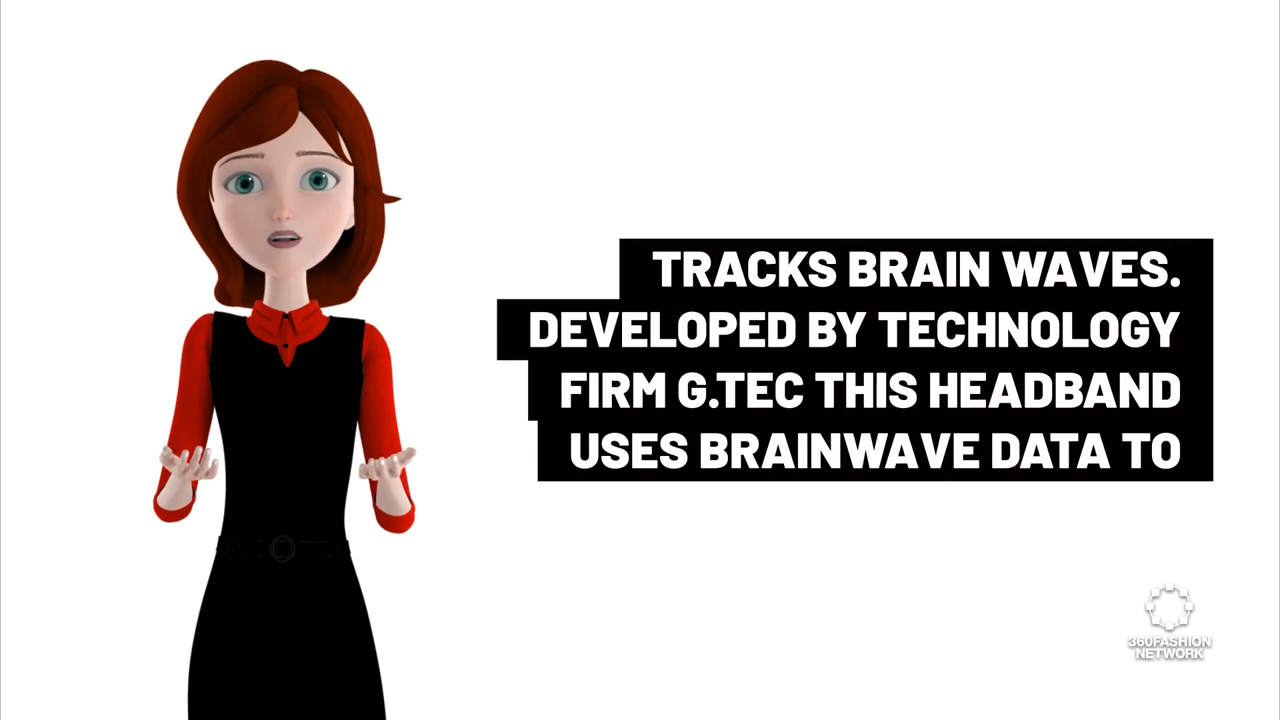 TRACKS BRAIN WAVES.
DEVELOPED BY TECHNOLOGY
FIRM G.TEC THIS HEADBAND
USES BRAINWAVE DATA TO
360FASHION
NETWORK